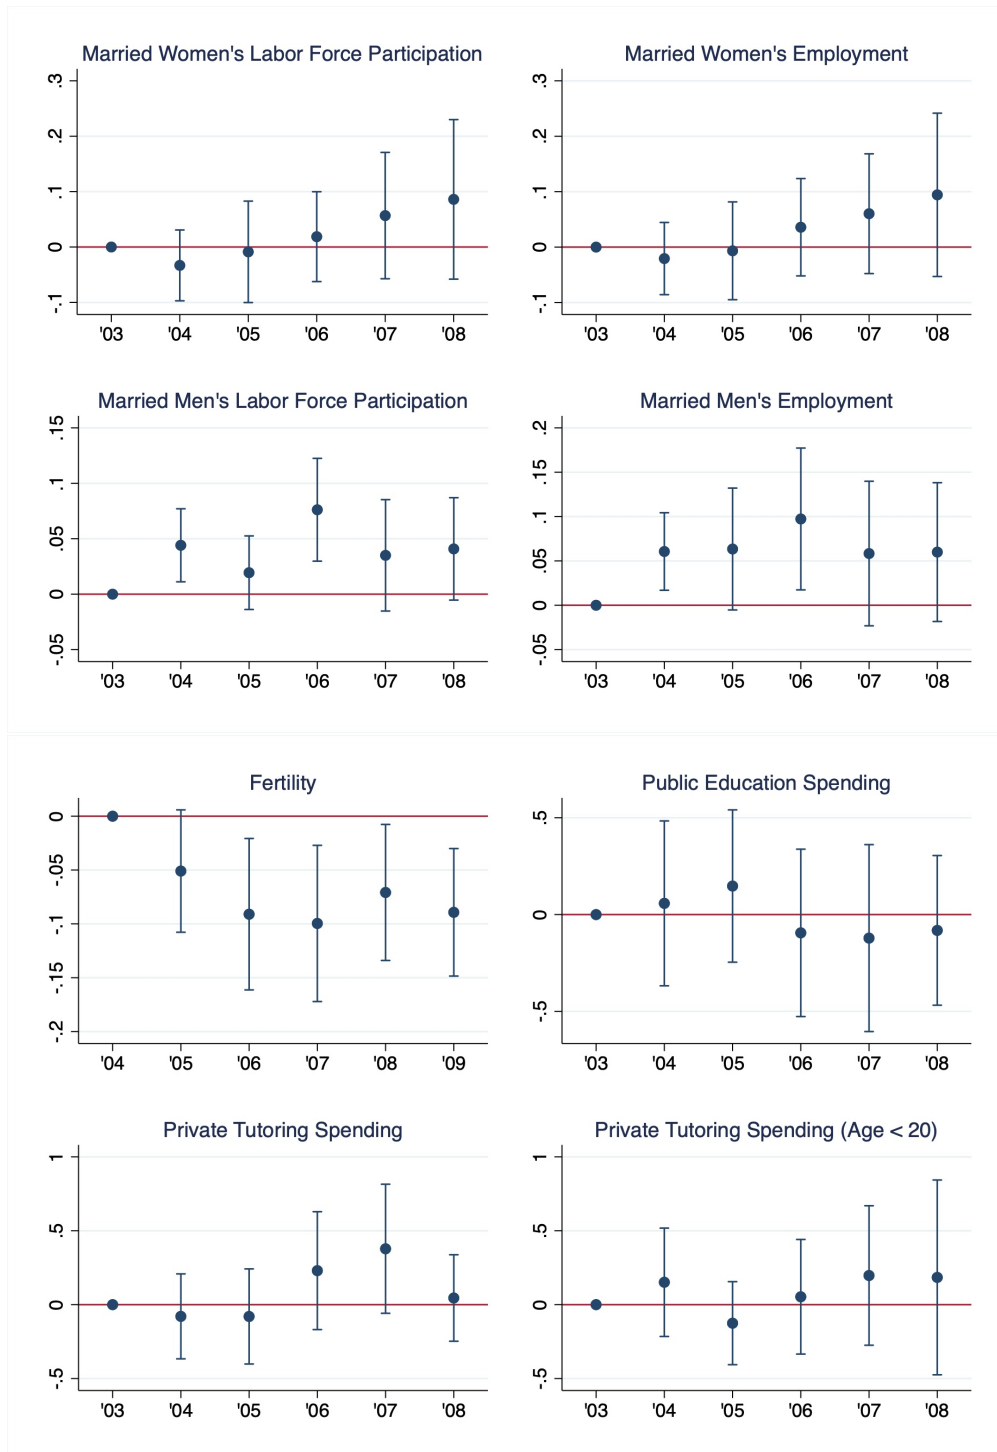 Married Women's Labor Force Participation
.3
.2
.1
0
-.1
'03 '04 '05 '06 '07 '08
Married Women's Employment
.3
.2
.1
0
-.1
'03 '04 '05 '06 '07 '08
Married Men's Labor Force Participation
.15
.1
.05
0
-.05
'03 '04 '05 '06 '07 '08
Married Men's Employment
.2
.15
.1
.05
0
-.05
'03 '04 '05 '06 '07 '08
Fertility
0
-.05
-.1
-.15
-.2
'04 '05 '06 '07 '08 '09
Public Education Spending
.5
0
-.5
'03 '04 '05 '06 '07 '08
Private Tutoring Spending
1
.5
0
-.5
'03 '04 '05 '06 '07 '08
Private Tutoring Spending (Age < 20)
1
.5
0
-.5
'03 '04 '05 '06 '07 '08